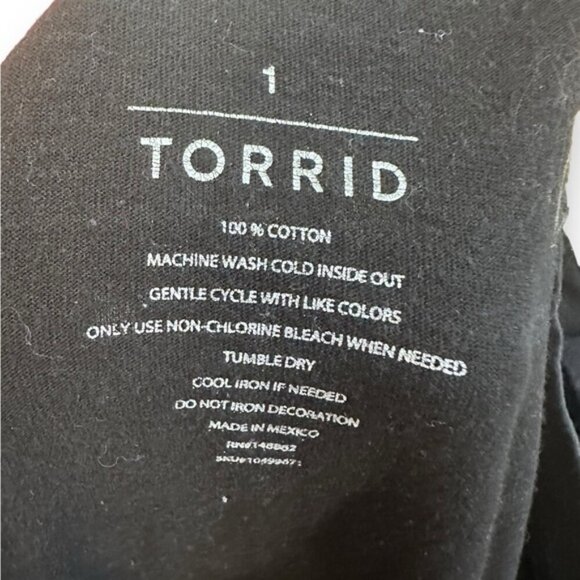 1
TORRID
100 % COTTON
MACHINE WASH COLD INSIDE OUT
GENTLE CYCLE WITH LIKE COLORS
ONLY USE NON-CHLORINE BLEACH WHEN NEEDED
TUMBLE DRY
COOL IRON IF NEEDED
DO NOT IRON DECORATION
MADE IN MEXICO